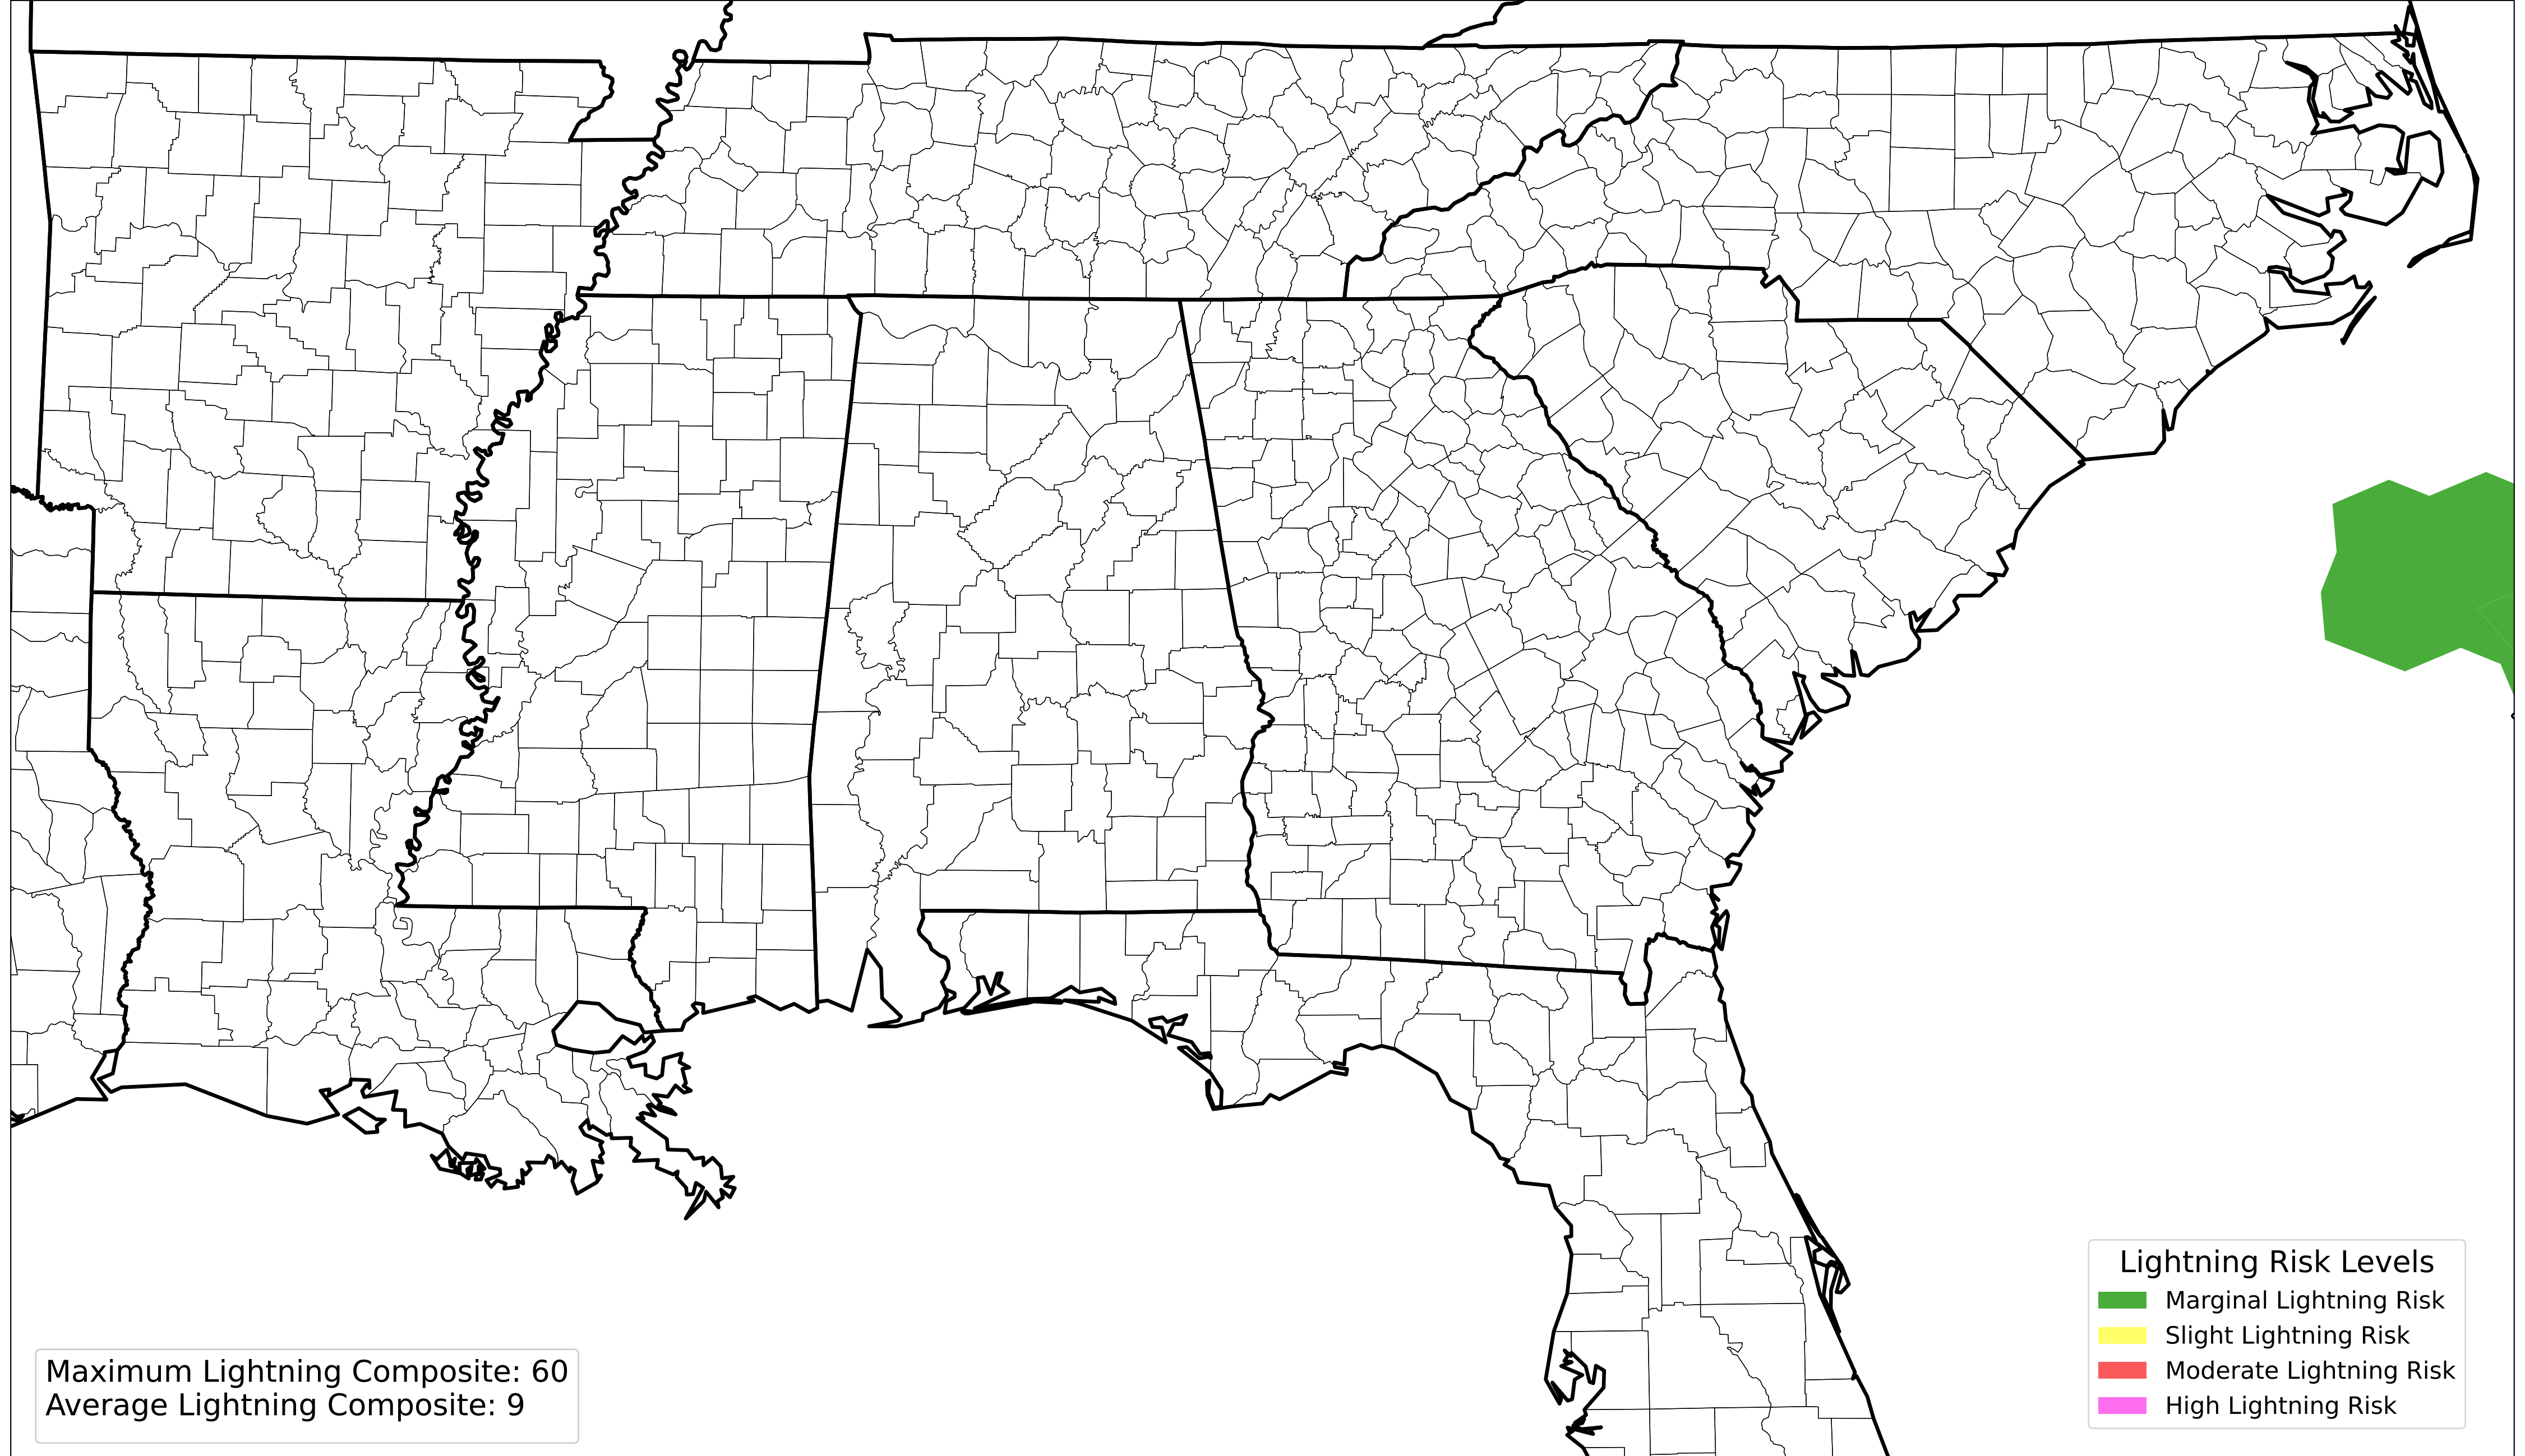 Lightning Risk Levels
Marginal Lightning Risk
Slight Lightning Risk
Moderate Lightning Risk
High Lightning Risk
Maximum Lightning Composite: 60
Average Lightning Composite: 9